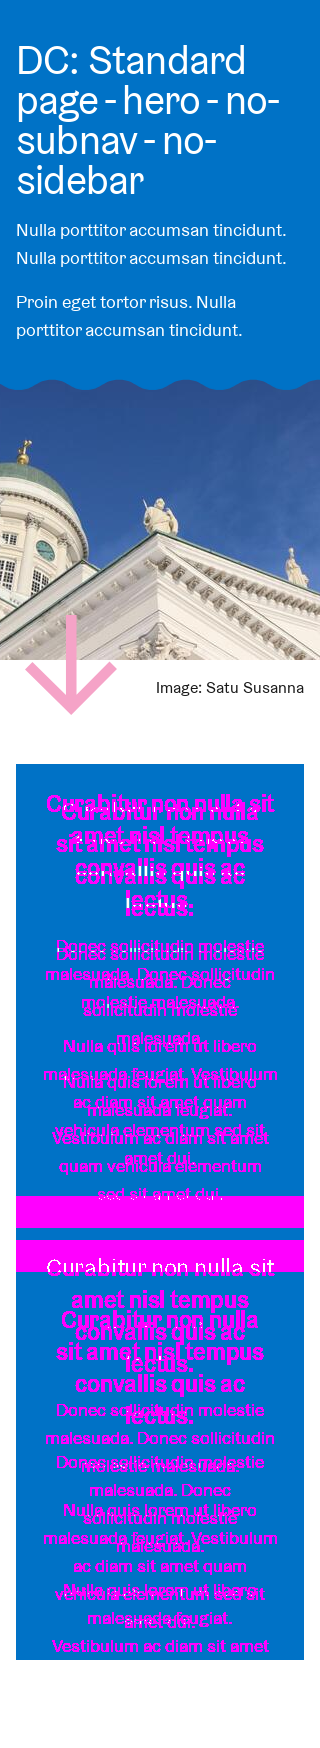 DC: Standard
page - hero - no-
subnav - no-
sidebar
Nulla porttitor accumsan tincidunt.
Nulla porttitor accumsan tincidunt.
Proin eget tortor risus. Nulla
porttitor accumsan tincidunt.
Image: Satu Susanna
Curabitur non nulla sit
Curabitur non nulla
amet nisl tempus
sit amet nisl tempus
convallis quis ac
convallis quis ac
lectus.
lectus.
Donec sollicitudin molestie
Donec sollicitudin molestie
malesuada. Donec sollicitudin
malesuada. Donec
molestie malesuada.
sollicitudin molestie
malesuada.
Nulla quis lorem ut libero
malesuada feugiat. Vestibulum
Nulla quis lorem ut libero
ac diam sit amet quam
malesuada feugiat.
vehicula elementum sed sit
Vestibulum ac diam sit amet
amet dui.
quam vehicula elementum
sed sit amet dui.
Curabitur non nulla sit
amet nisl tempus
Curabitur non nulla
convallis quis ac
sit amet nisl tempus
lectus.
convallis quis ac
Donec sollicitudin molestie
lectus.
malesuada. Donec sollicitudin
Donec sollicitudin molestie
molestie malesuada.
malesuada. Donec
Nulla quis lorem ut libero
sollicitudin molestie
malesuada feugiat. Vestibulum
malesuada.
ac diam sit amet quam
Nulla quis lorem ut libero
vehicula elementum sed sit
malesuada feugiat.
amet dui.
Vestibulum ac diam sit amet